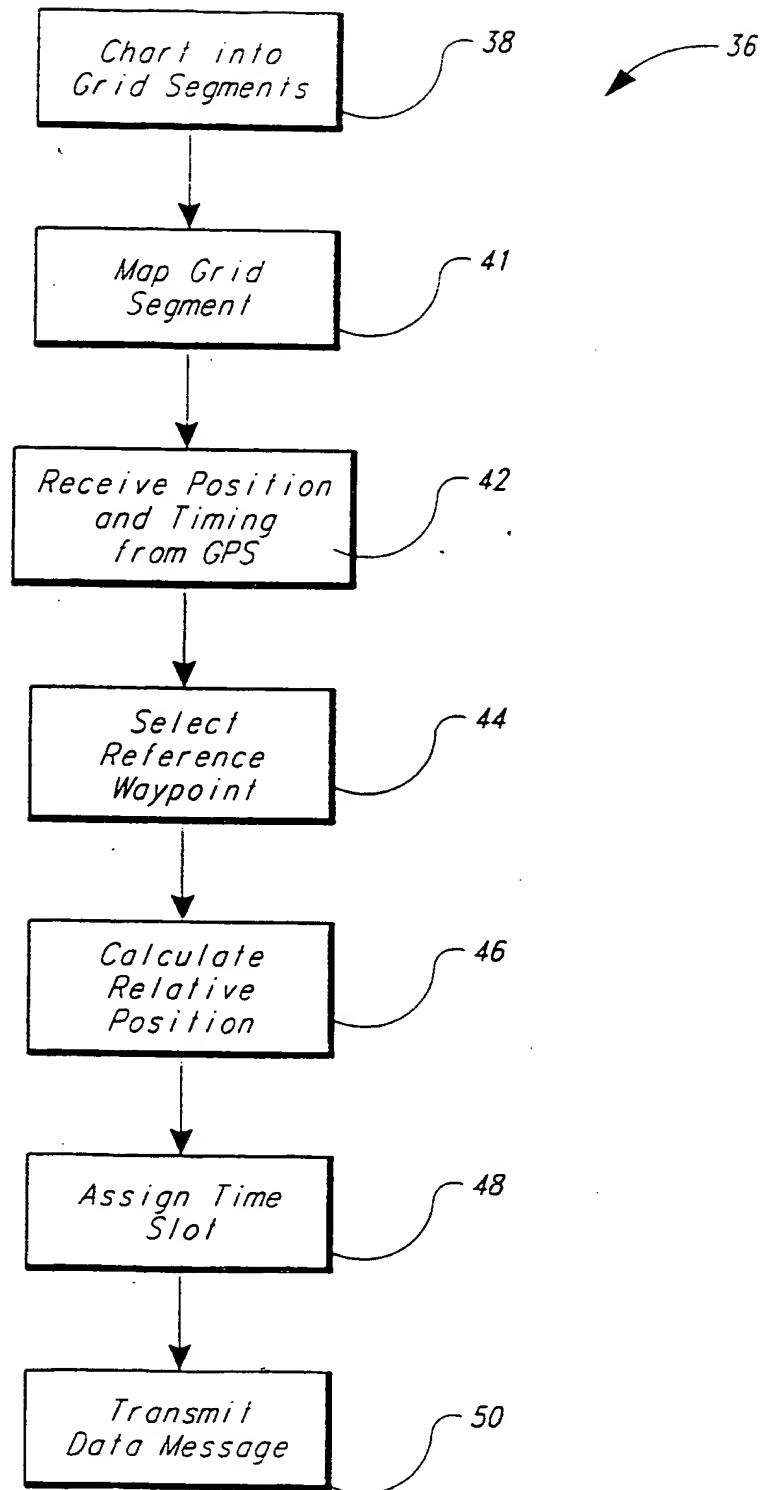 Chart into
Grid Segments
38
36
Map Grid
Segment
41
Receive Position
and Timing
from GPS
42
Select
Reference
Waypoint
44
Calculate
Relative
Position
46
Assign Time
Slot
48
Transmit
Data Message
50